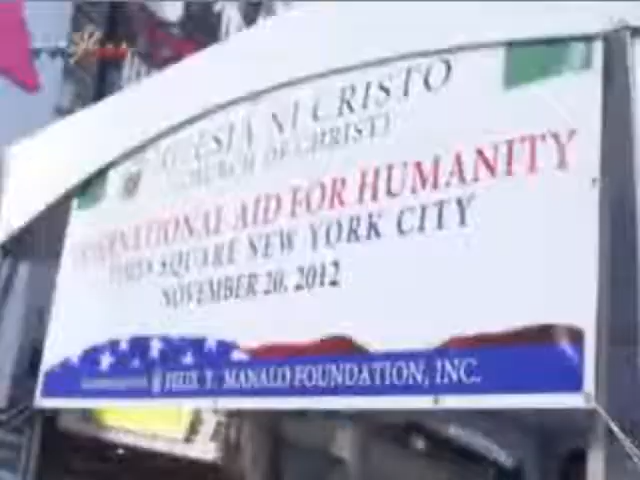 IGLESIA NI CRISTO
CHURCH OF CHRIST
INTERNATIONAL AID FOR HUMANITY
TIMES SQUARE NEW YORK CITY
NOVEMBER 20, 2012
FELIX Y. MANALO FOUNDATION, INC.